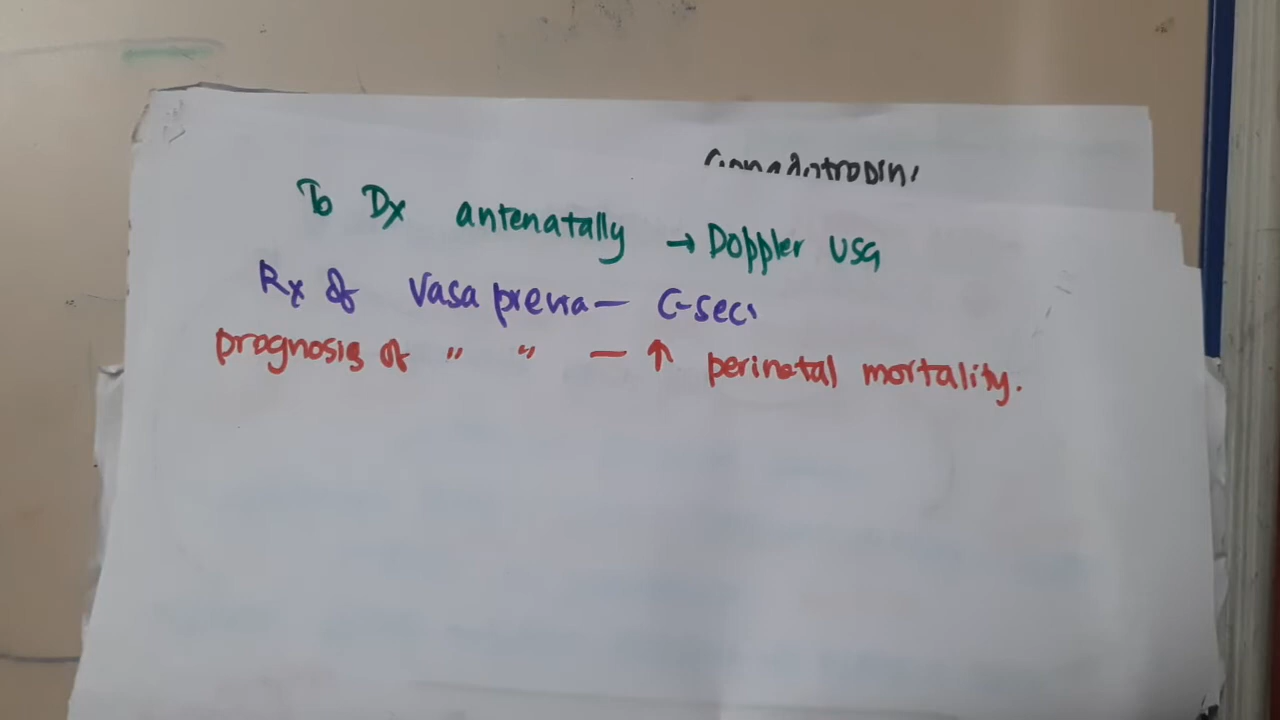 To Dx antenatally → Doppler USG
Rx of Vasa previa — C-sec
prognosis of " " — ↑ perinatal mortality.